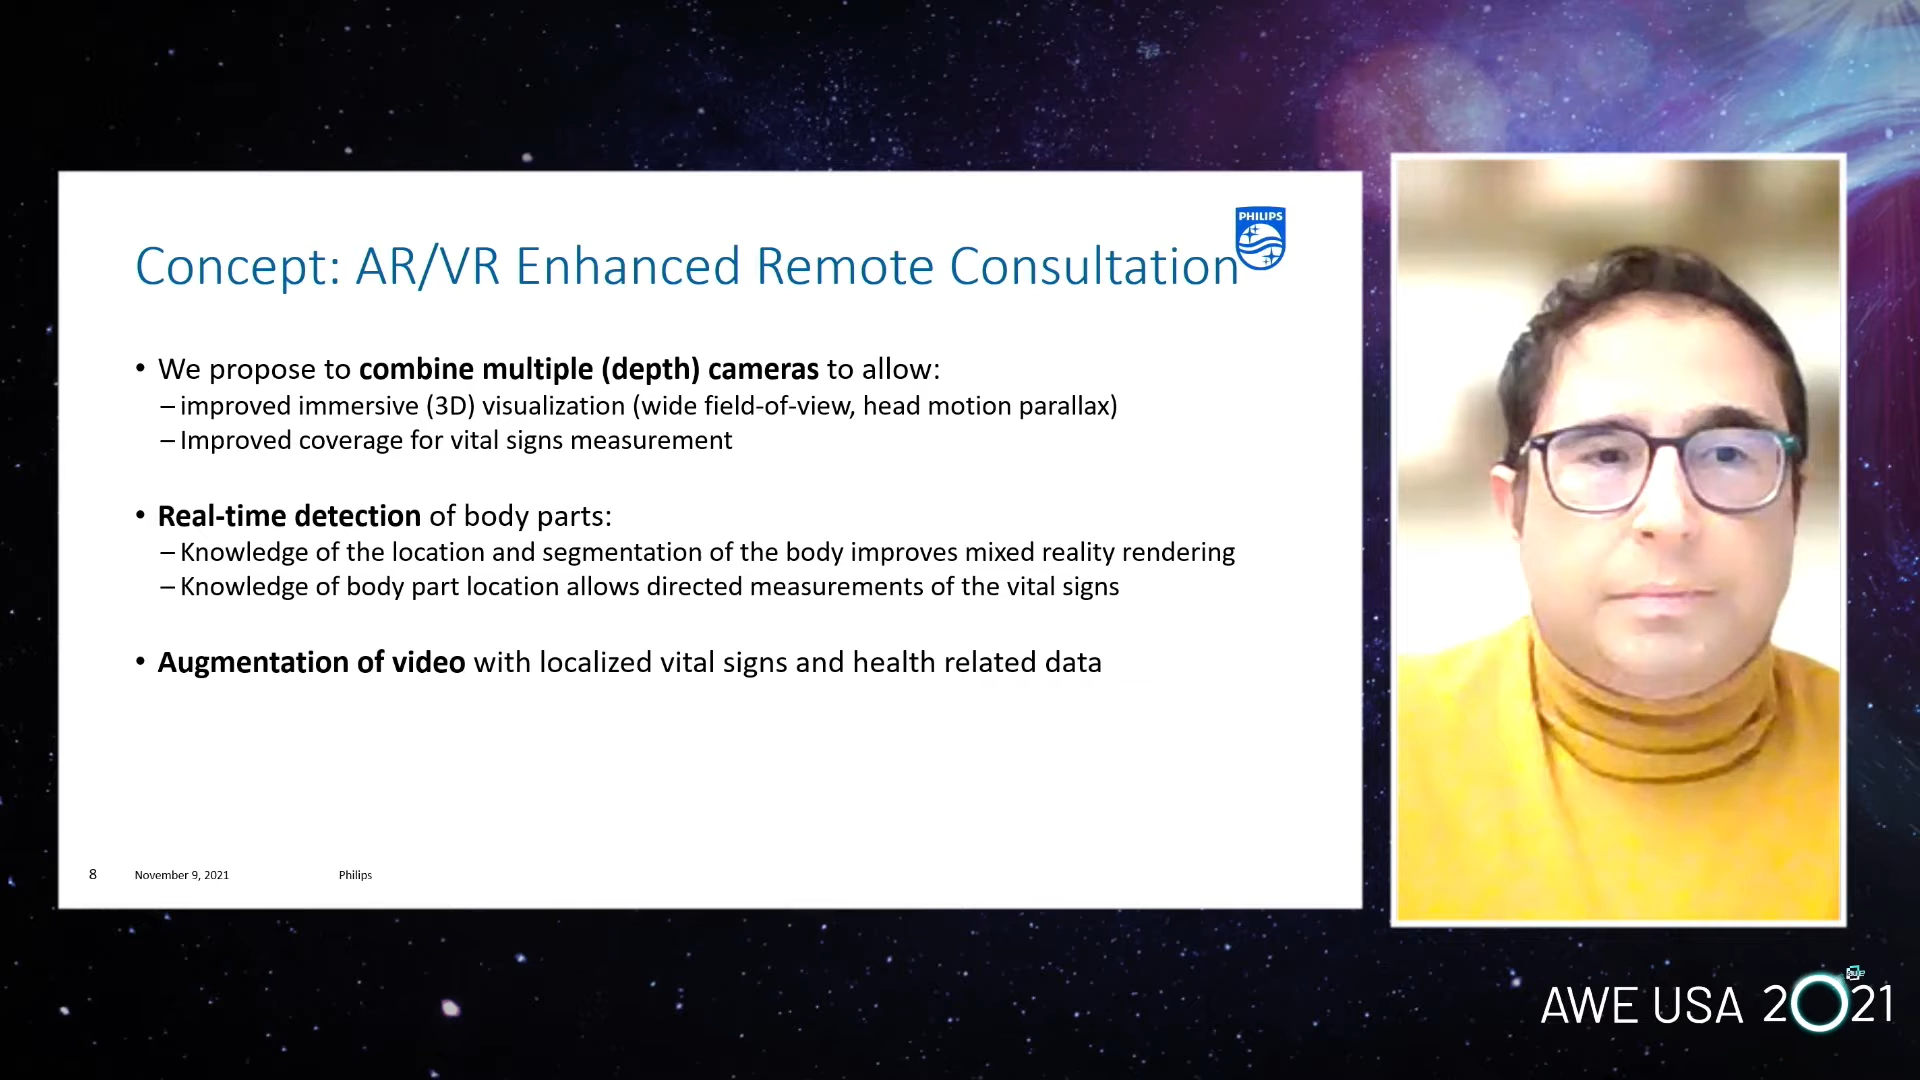 PHILIPS
Concept: AR/VR Enhanced Remote Consultation
• We propose to combine multiple (depth) cameras to allow:
– improved immersive (3D) visualization (wide field-of-view, head motion parallax)
– Improved coverage for vital signs measurement
• Real-time detection of body parts:
– Knowledge of the location and segmentation of the body improves mixed reality rendering
– Knowledge of body part location allows directed measurements of the vital signs
• Augmentation of video with localized vital signs and health related data
8 November 9, 2021 Philips
AWE USA 2021